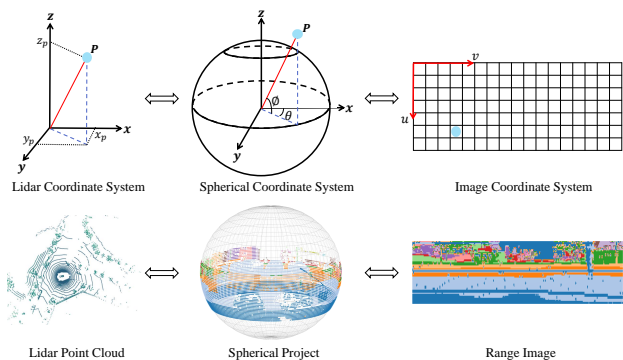 z
z
z_p
P
P
v
x
ϕ
θ
x
u
y_p
x_p
y
y
Lidar Coordinate System
Spherical Coordinate System
Image Coordinate System
Lidar Point Cloud
Spherical Project
Range Image